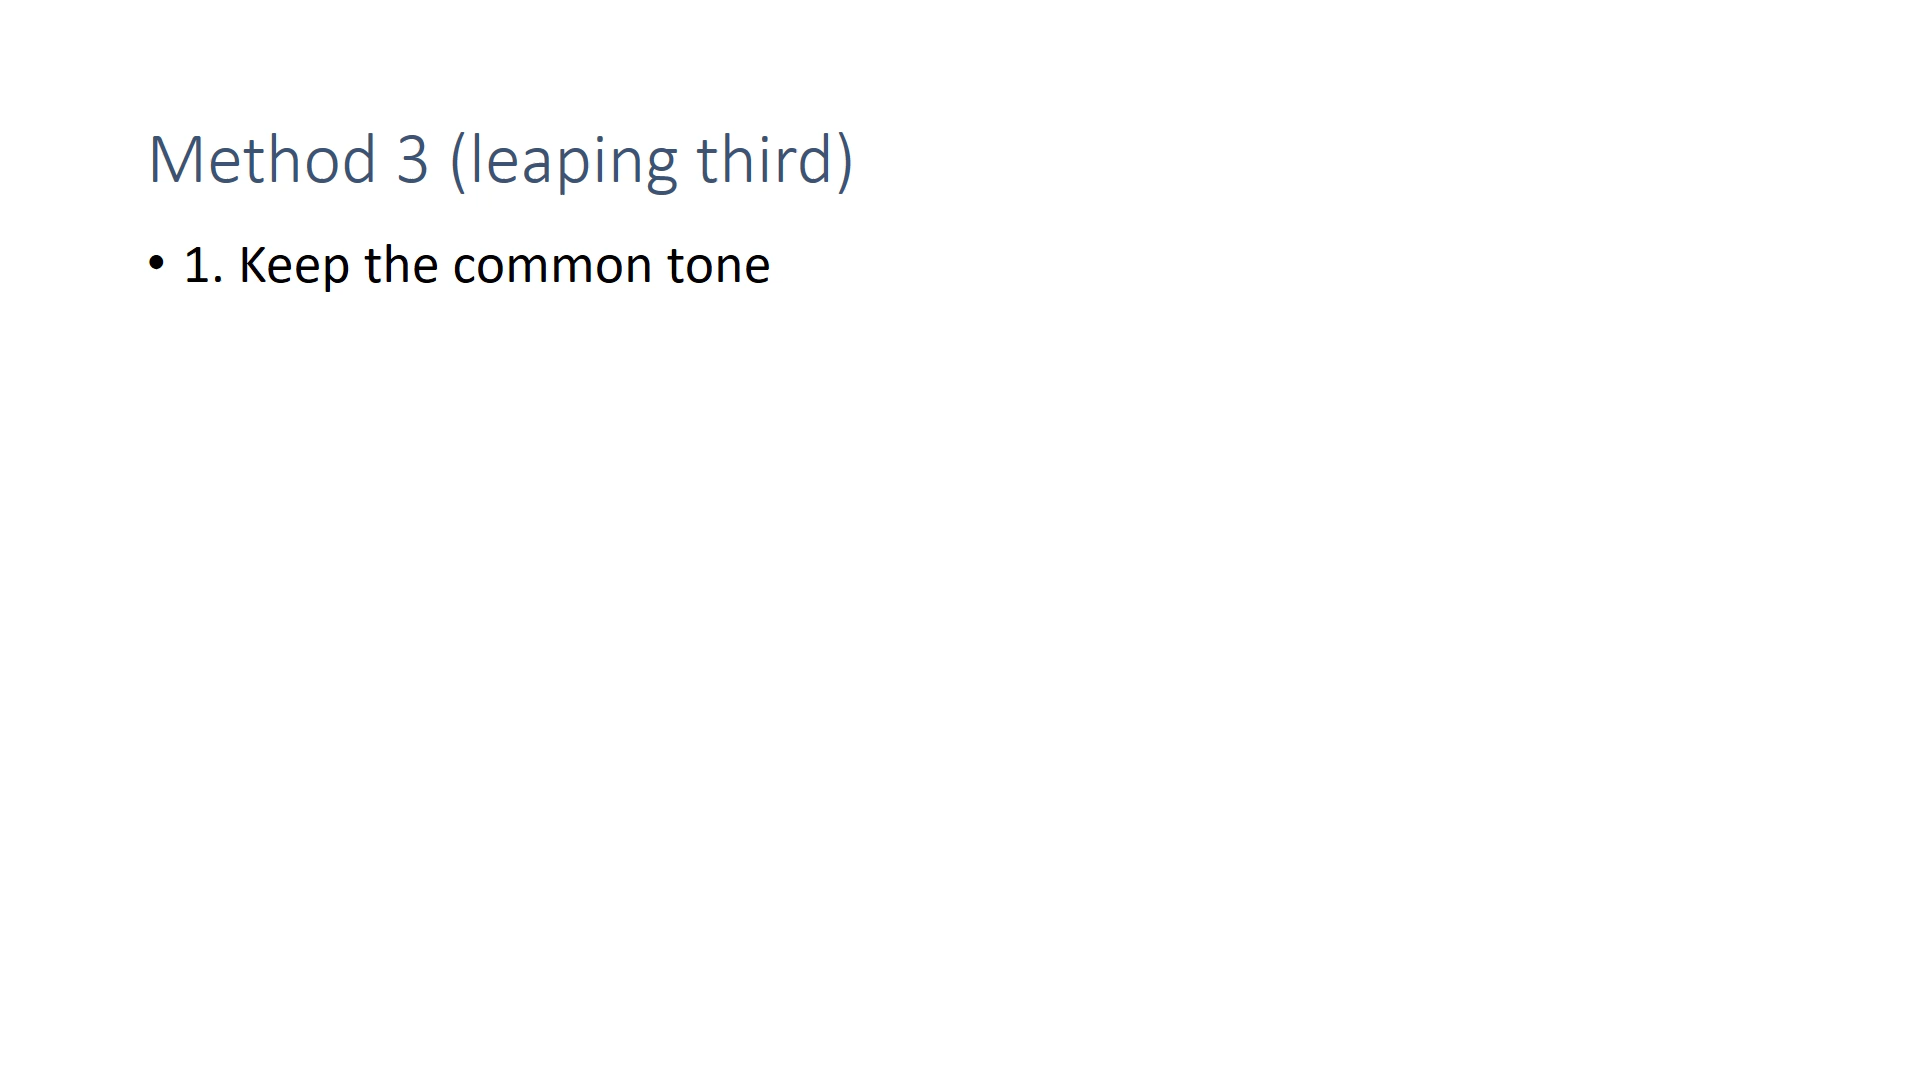 Method 3 (leaping third)
• 1. Keep the common tone